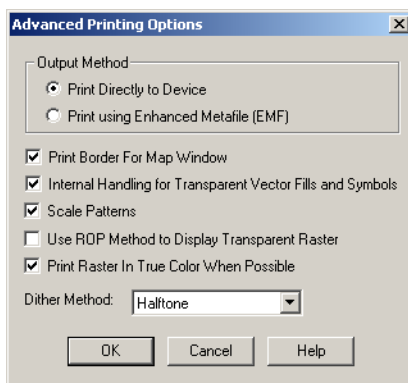 Advanced Printing Options
Output Method
Print Directly to Device
Print using Enhanced Metafile (EMF)
Print Border For Map Window
Internal Handling for Transparent Vector Fills and Symbols
Scale Patterns
Use ROP Method to Display Transparent Raster
Print Raster In True Color When Possible
Dither Method: Halftone
OK Cancel Help